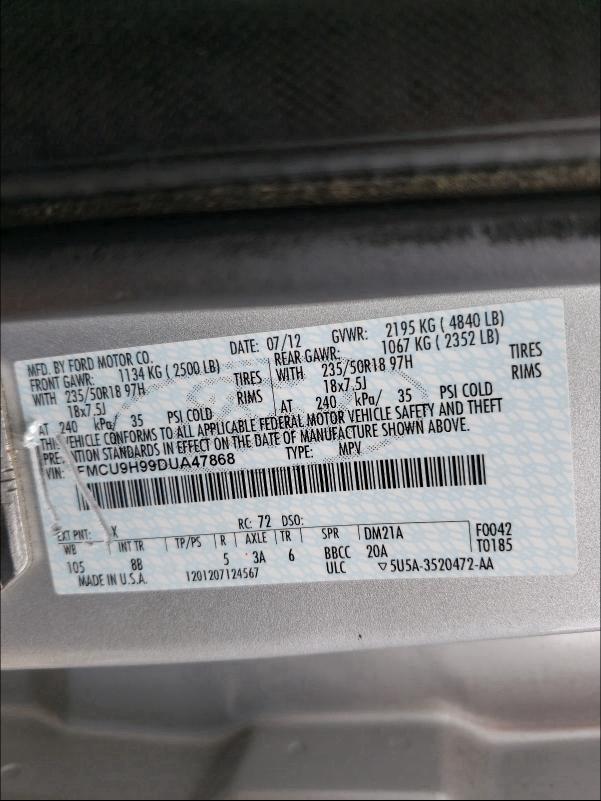 MFD. BY FORD MOTOR CO. DATE: 07/12 GVWR: 2195 KG ( 4840 LB)
FRONT GAWR: 1134 KG ( 2500 LB) REAR GAWR: 1067 KG ( 2352 LB)
WITH 235/50R18 97H TIRES WITH 235/50R18 97H TIRES
18x7.5J RIMS 18x7.5J RIMS
AT 240 kPa/ 35 PSI COLD AT 240 kPa/ 35 PSI COLD
THIS VEHICLE CONFORMS TO ALL APPLICABLE FEDERAL MOTOR VEHICLE SAFETY AND THEFT
PREVENTION STANDARDS IN EFFECT ON THE DATE OF MANUFACTURE SHOWN ABOVE.
VIN: FMCU9H99DUA47868 TYPE: MPV
EXT PNT: X RC: 72 DSO:
WB INT TR TP/PS R AXLE TR SPR DM21A F0042
105 8B 5 3A 6 BBCC 20A T0185
MADE IN U.S.A. 1201207124567 ULC ▽5U5A-3520472-AA